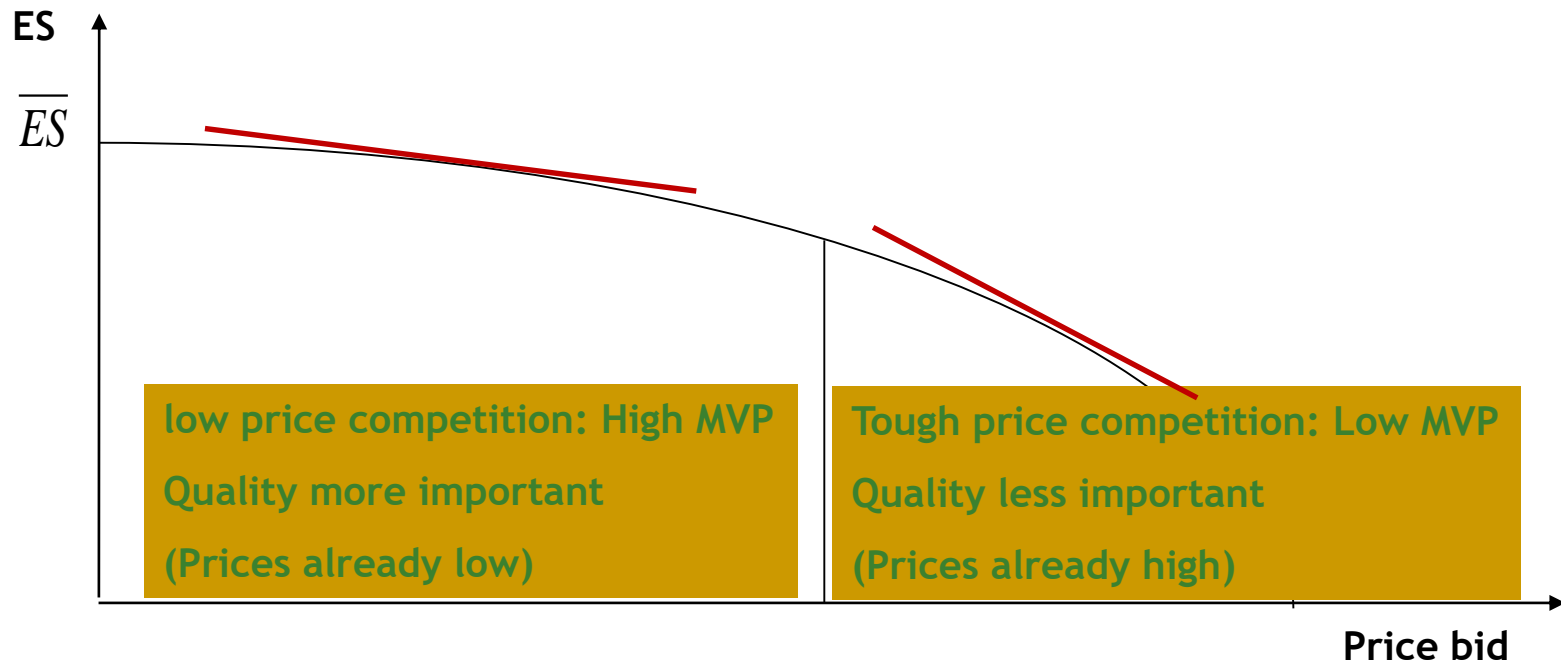 ES
E̅S̅
low price competition: High MVP
Quality more important
(Prices already low)
Tough price competition: Low MVP
Quality less important
(Prices already high)
Price bid